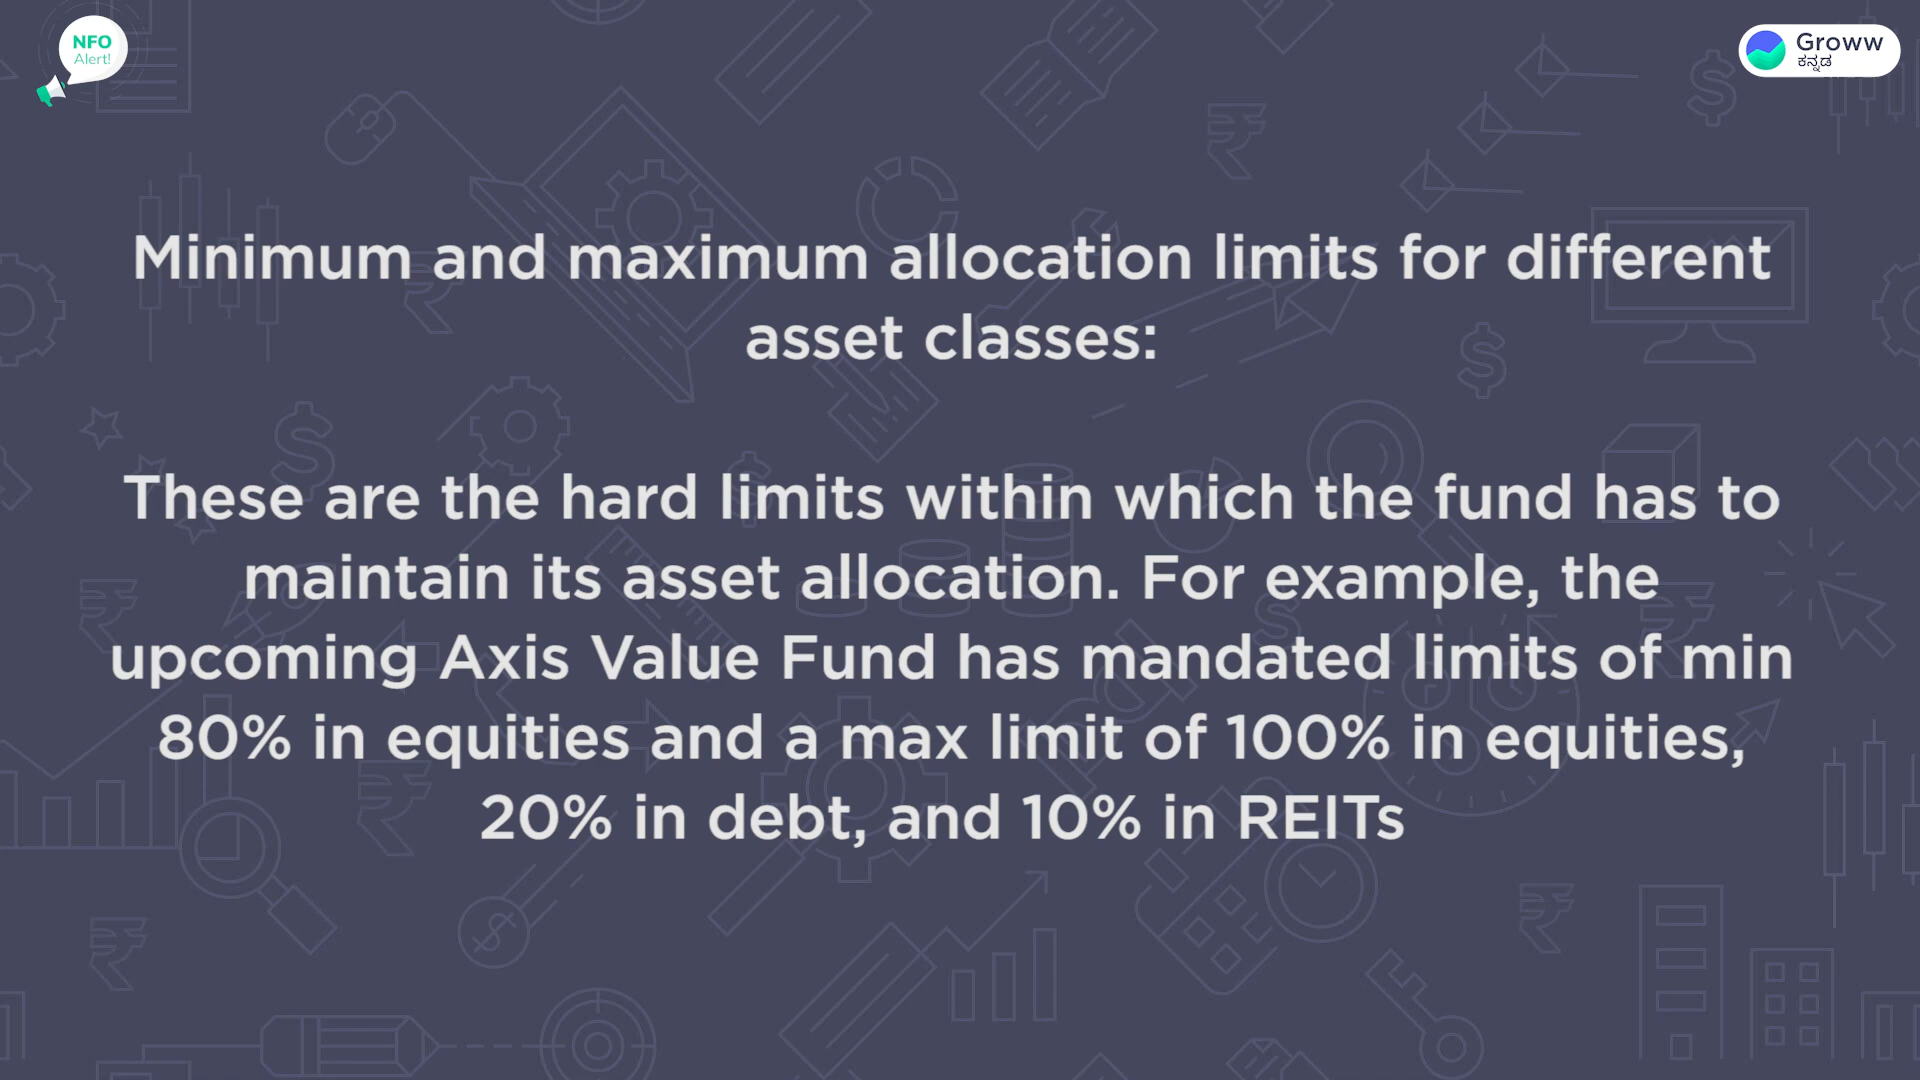 NFO
Alert!
Groww
ಕನ್ನಡ
Minimum and maximum allocation limits for different
asset classes:
These are the hard limits within which the fund has to
maintain its asset allocation. For example, the
upcoming Axis Value Fund has mandated limits of min
80% in equities and a max limit of 100% in equities,
20% in debt, and 10% in REITs